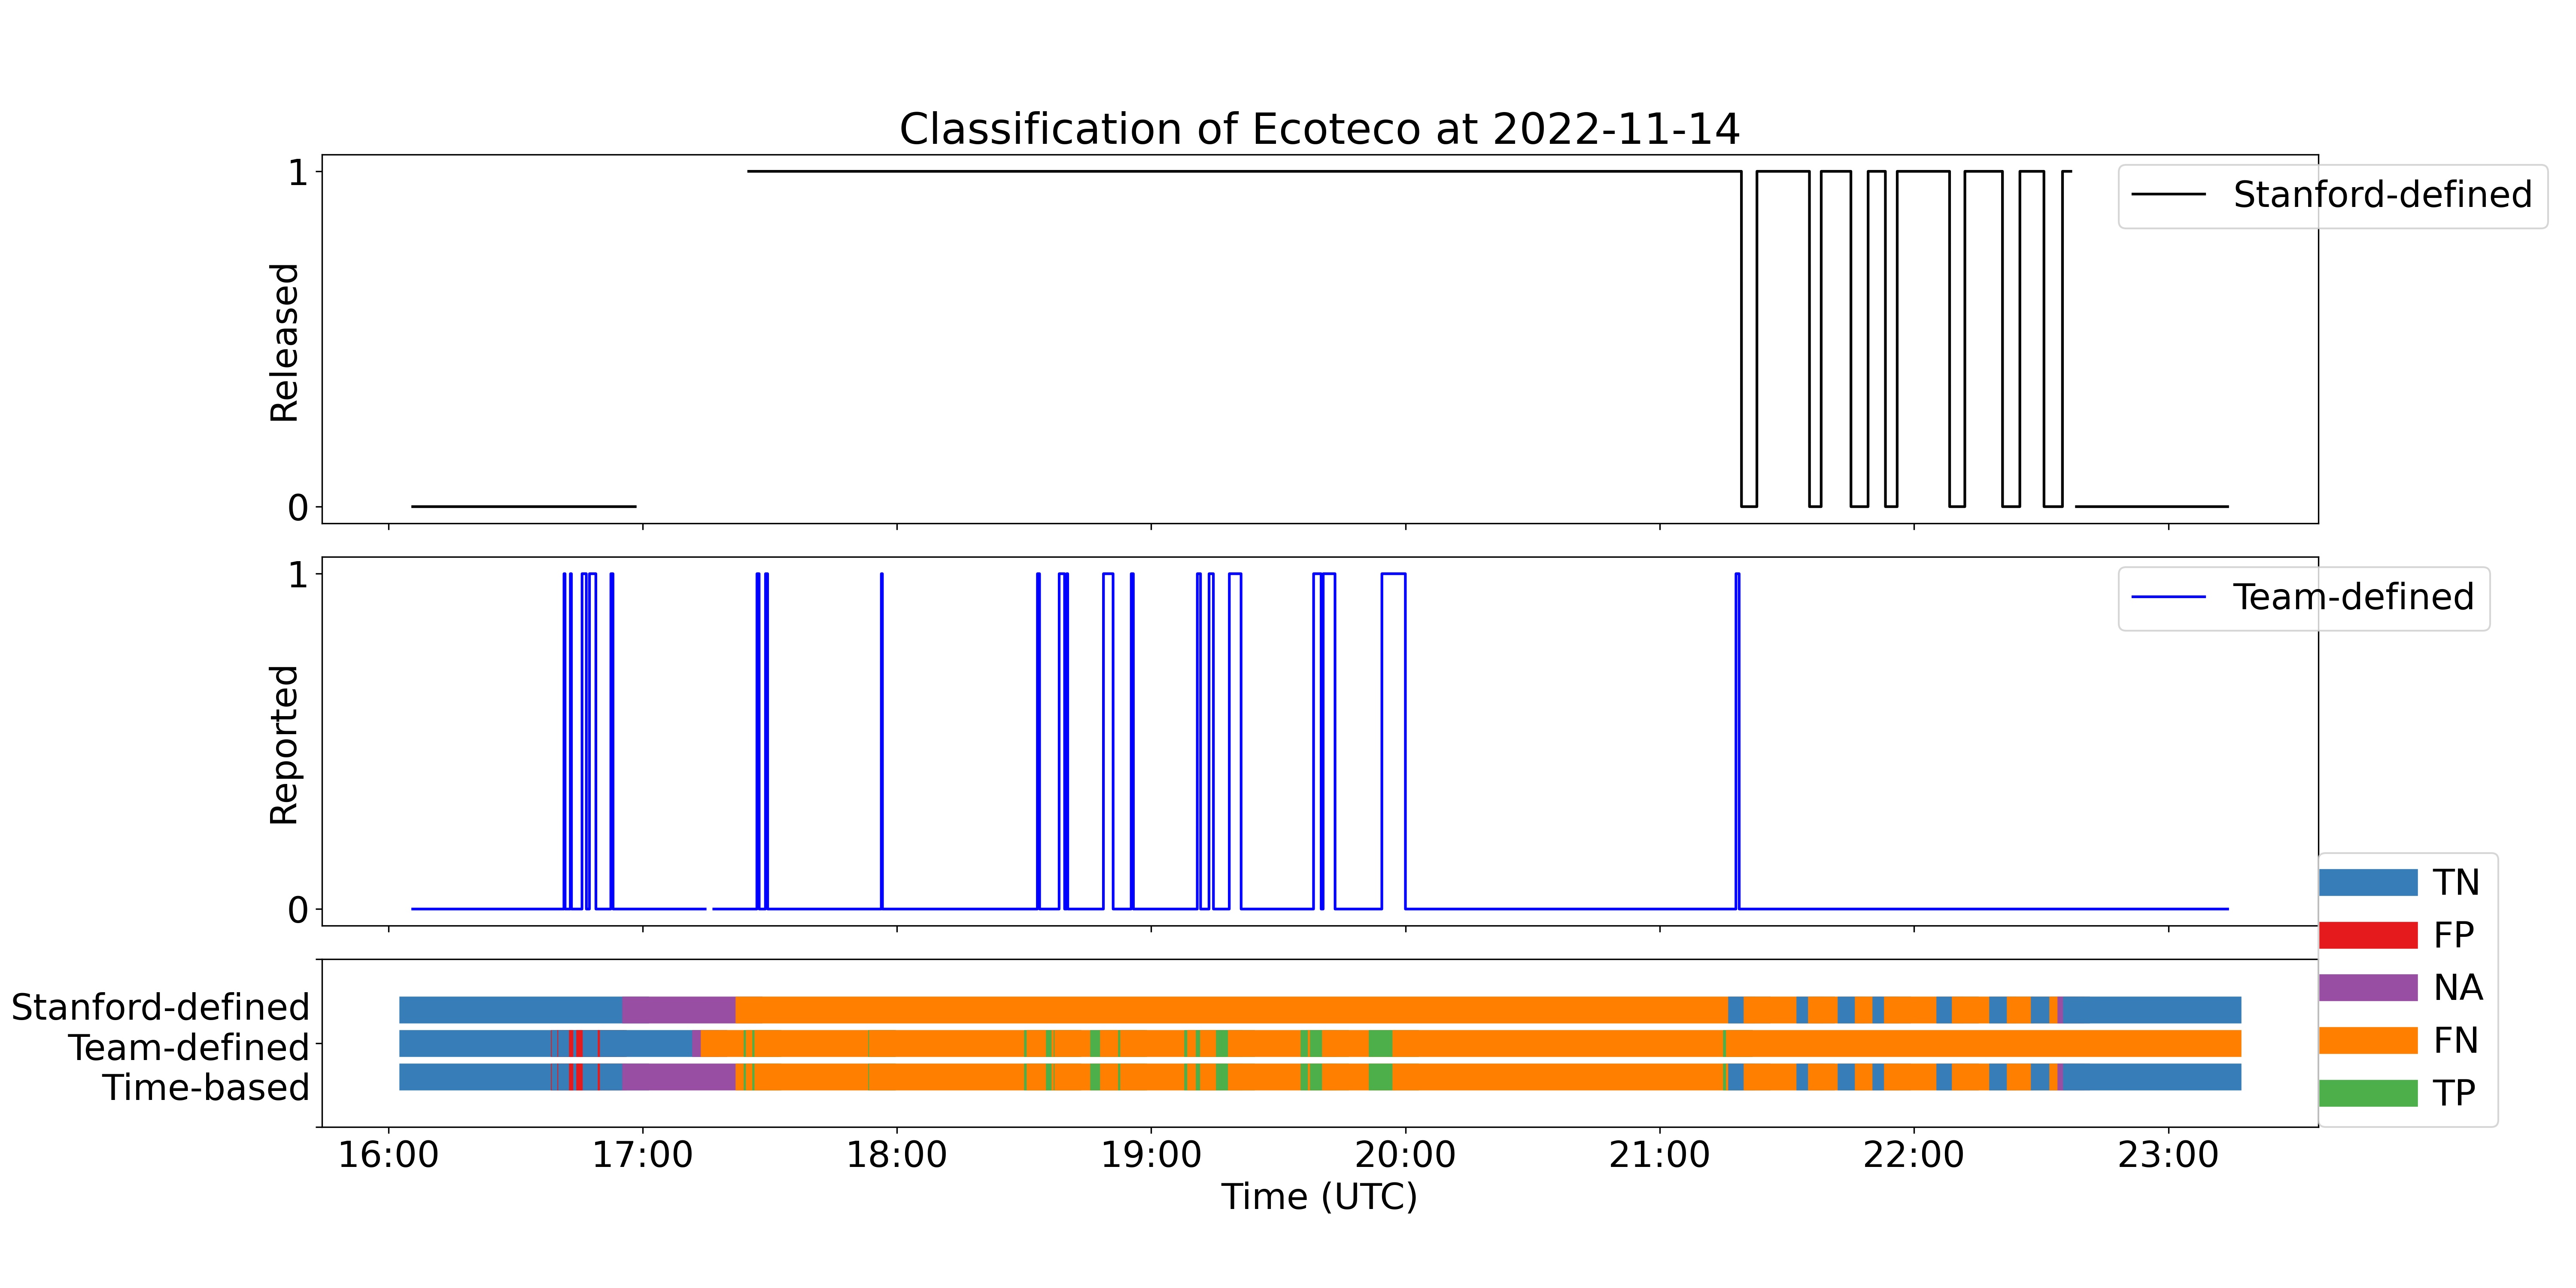 Classification of Ecoteco at 2022-11-14
1
0
Released
Stanford-defined
1
0
Reported
Team-defined
TN
FP
NA
FN
TP
Stanford-defined
Team-defined
Time-based
16:00 17:00 18:00 19:00 20:00 21:00 22:00 23:00
Time (UTC)